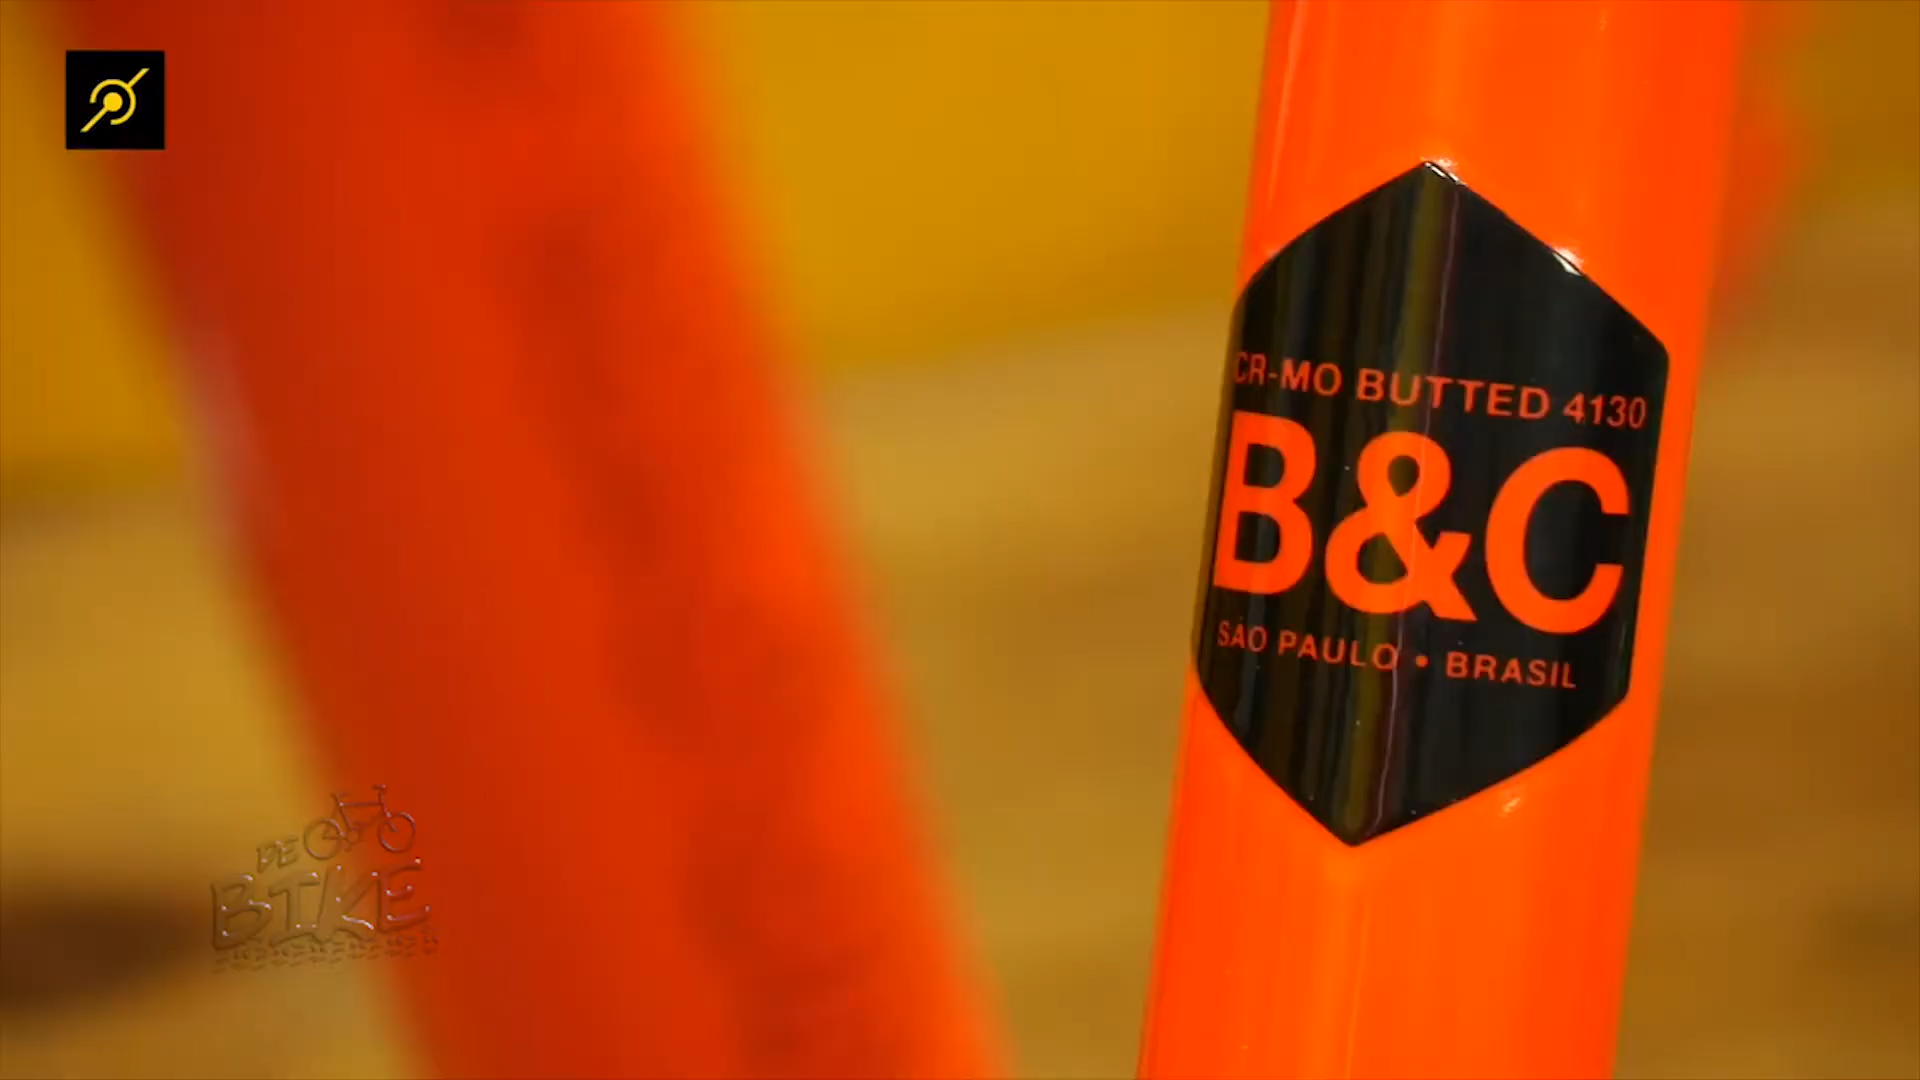 CR-MO BUTTED 4130
B&C
SÃO PAULO • BRASIL
DE
BIKE